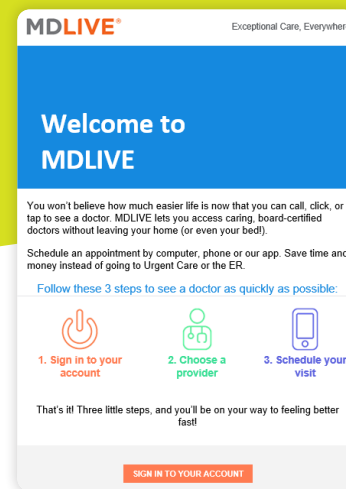 MDLIVE®
Exceptional Care, Everywher
Welcome to
MDLIVE
You won't believe how much easier life is now that you can call, click, or
tap to see a doctor. MDLIVE lets you access caring, board-certified
doctors without leaving your home (or even your bed!).
Schedule an appointment by computer, phone or our app. Save time and
money instead of going to Urgent Care or the ER.
Follow these 3 steps to see a doctor as quickly as possible:
1. Sign in to your
account
2. Choose a
provider
3. Schedule your
visit
That's it! Three little steps, and you'll be on your way to feeling better
fast!
SIGN IN TO YOUR ACCOUNT